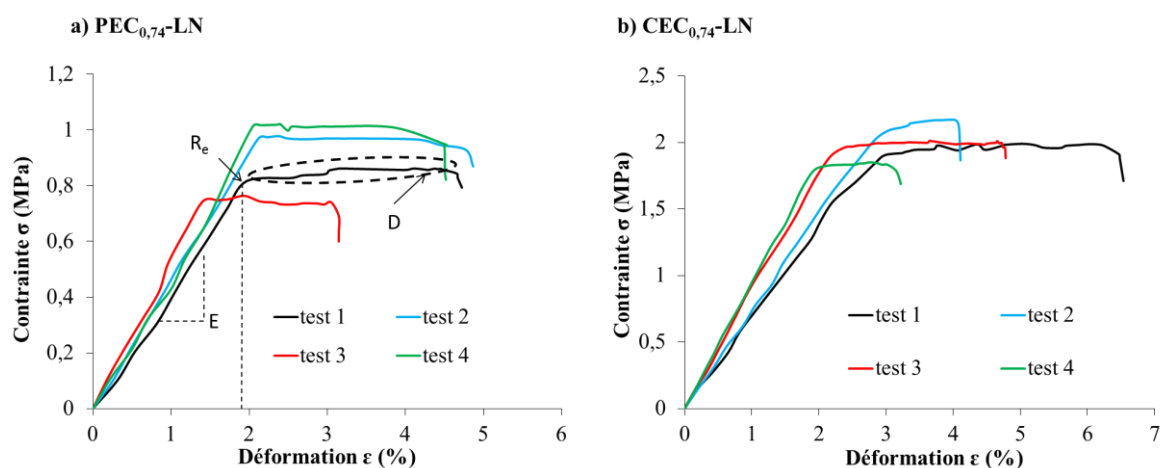 a) PEC0,74-LN
b) CEC0,74-LN
Contrainte σ (MPa)
1,2
1
0,8
0,6
0,4
0,2
0
Re
D
E
test 1
test 2
test 3
test 4
0 1 2 3 4 5 6
Déformation ε (%)
Contrainte σ (MPa)
2,5
2
1,5
1
0,5
0
test 1
test 2
test 3
test 4
0 1 2 3 4 5 6 7
Déformation ε (%)